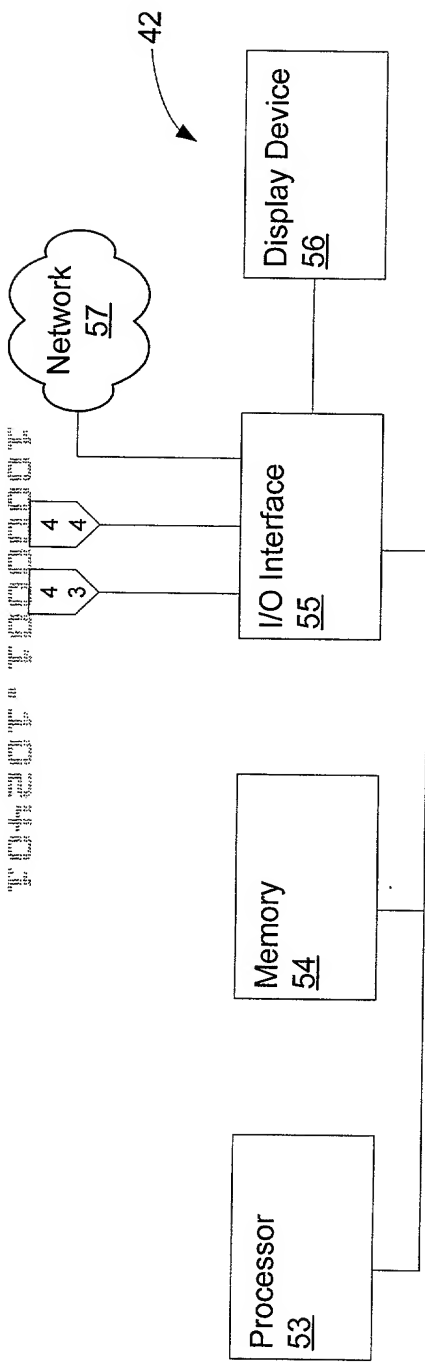 42
Network
57
4
4
4
3
Display Device
56
I/O Interface
55
Memory
54
Processor
53